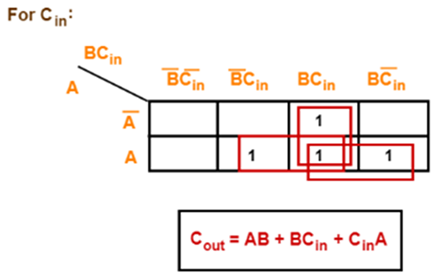 For Cᵢₙ:
BCᵢₙ
A
B̅C̅ᵢₙ B̅Cᵢₙ BCᵢₙ BC̅ᵢₙ
A̅ 1
A 1 1 1
Cₒᵤₜ = AB + BCᵢₙ + CᵢₙA